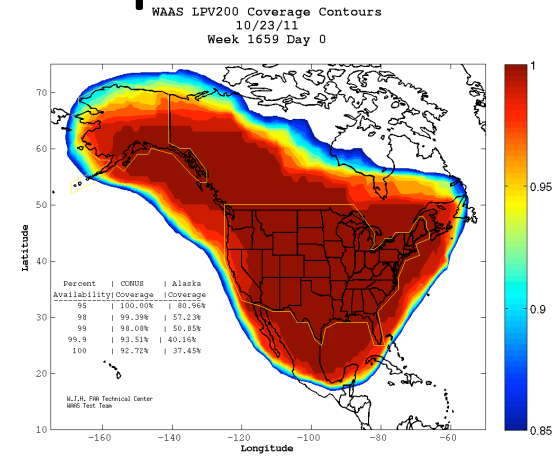 WAAS LPV200 Coverage Contours
10/23/11
Week 1659 Day 0
1
0.95
0.9
0.85
70
60
50
40
30
20
10
Latitude
Percent | CONUS | Alaska
Availability|Coverage |Coverage
95 | 100.00% | 80.96%
98 | 99.39% | 57.23%
99 | 98.08% | 50.85%
99.9 | 93.51% | 40.16%
100 | 92.72% | 37.45%
W.J.H. FAA Technical Center
WAAS Test Team
-160 -140 -120 -100 -80 -60
Longitude